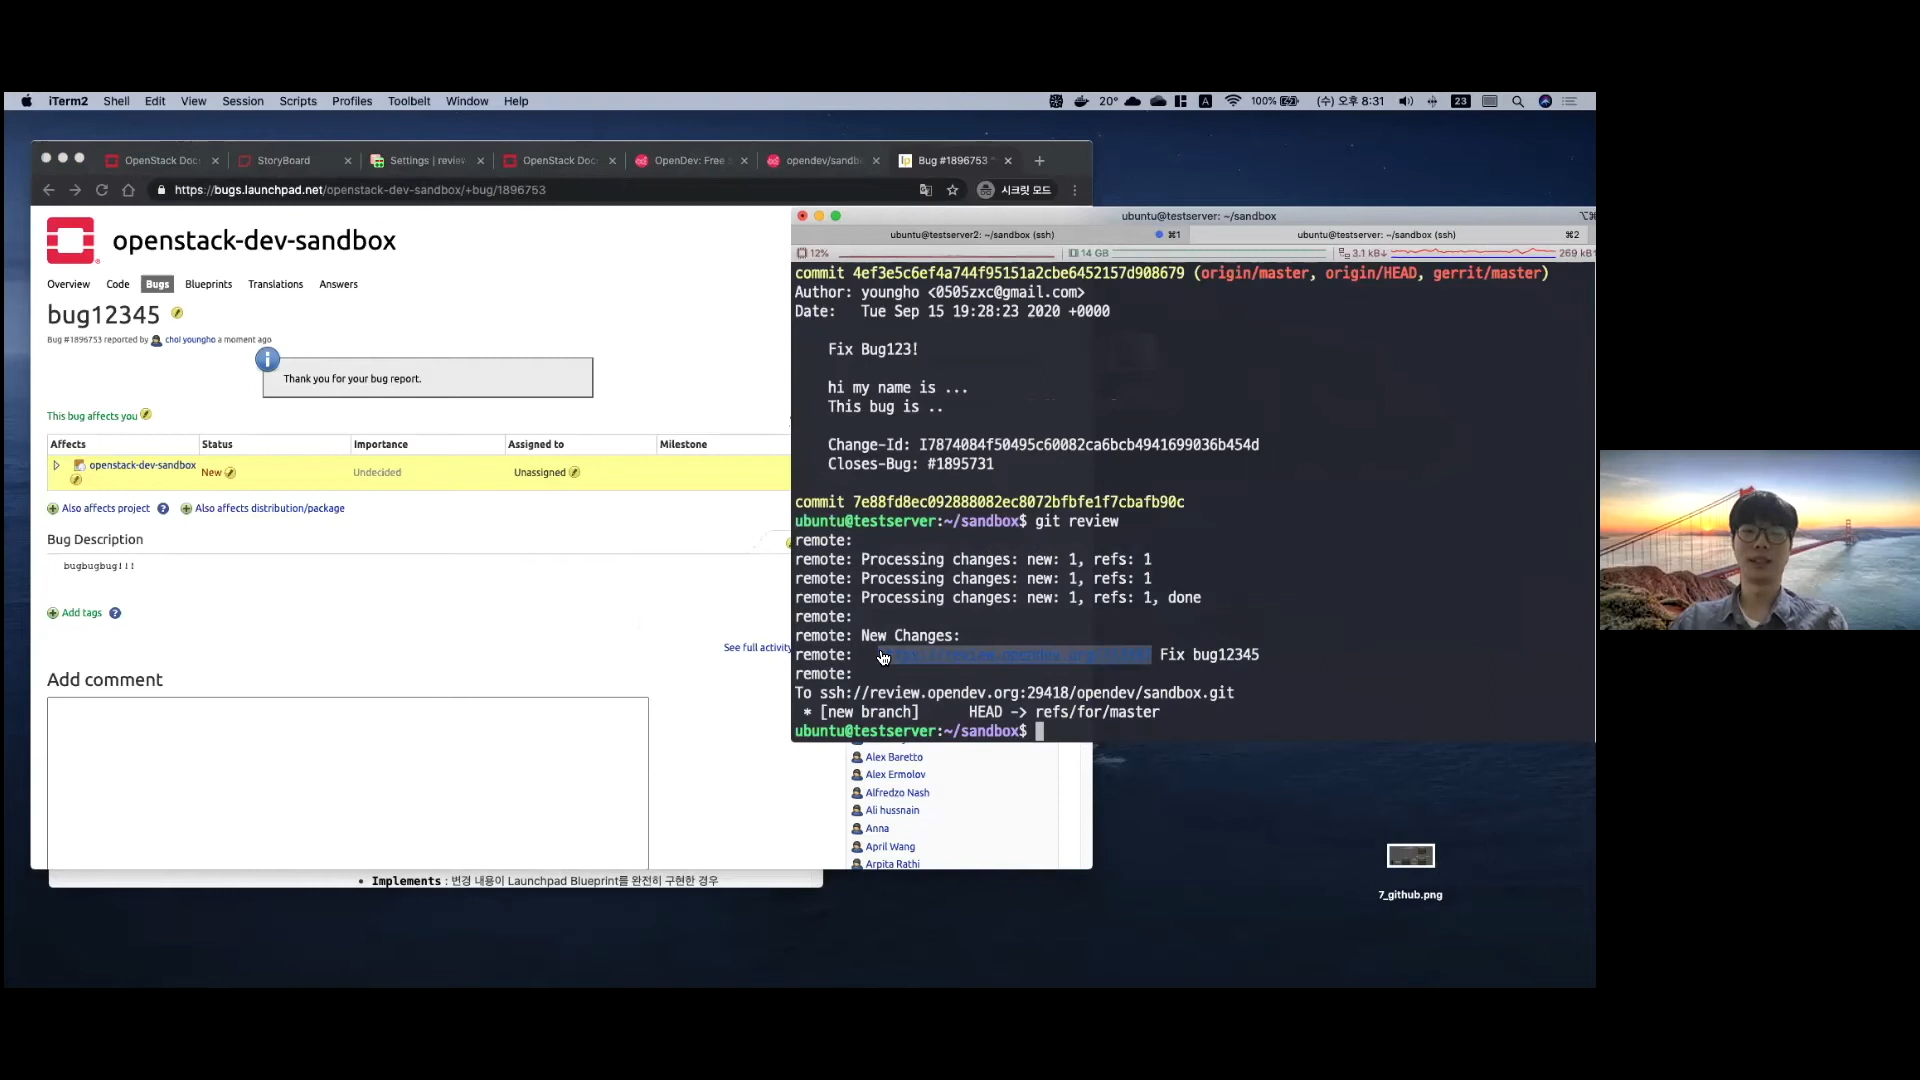 iTerm2 Shell Edit View Session Scripts Profiles Toolbelt Window Help
20° A 100% (수) 오후 8:31 23
OpenStack Doc
StoryBoard
Settings | review
OpenStack Doc
OpenDev: Free
opendev/sandb
Bug #1896753
https://bugs.launchpad.net/openstack-dev-sandbox/+bug/1896753
시크릿 모드
openstack-dev-sandbox
Overview Code Bugs Blueprints Translations Answers
bug12345
Bug #1896753 reported by choi youngho a moment ago
Thank you for your bug report.
This bug affects you
Affects Status Importance Assigned to Milestone
openstack-dev-sandbox New Undecided Unassigned
Also affects project Also affects distribution/package
Bug Description
bugbugbug!!!
Add tags
See full activity
Add comment
ubuntu@testserver: ~/sandbox
ubuntu@testserver2: ~/sandbox (ssh) ⌘1
ubuntu@testserver: ~/sandbox (ssh) ⌘2
12% 14 GB 3.1 kB↓ 269 kB
commit 4ef3e5c6ef4a744f95151a2cbe6452157d908679 (origin/master, origin/HEAD, gerrit/master)
Author: youngho <0505zxc@gmail.com>
Date: Tue Sep 15 19:28:23 2020 +0000
Fix Bug123!
hi my name is ...
This bug is ..
Change-Id: I7874084f50495c60082ca6bcb4941699036b454d
Closes-Bug: #1895731
commit 7e88fd8ec092888082ec8072bfbfe1f7cbafb90c
ubuntu@testserver:~/sandbox$ git review
remote:
remote: Processing changes: new: 1, refs: 1
remote: Processing changes: new: 1, refs: 1
remote: Processing changes: new: 1, refs: 1, done
remote:
remote: New Changes:
remote: Fix bug12345
remote:
To ssh://review.opendev.org:29418/opendev/sandbox.git
* [new branch] HEAD -> refs/for/master
ubuntu@testserver:~/sandbox$
Alex Baretto
Alex Ermolov
Alfredzo Nash
Ali hussnain
Anna
April Wang
Arpita Rathi
• Implements : 변경 내용이 Launchpad Blueprint를 완전히 구현한 경우
7_github.png